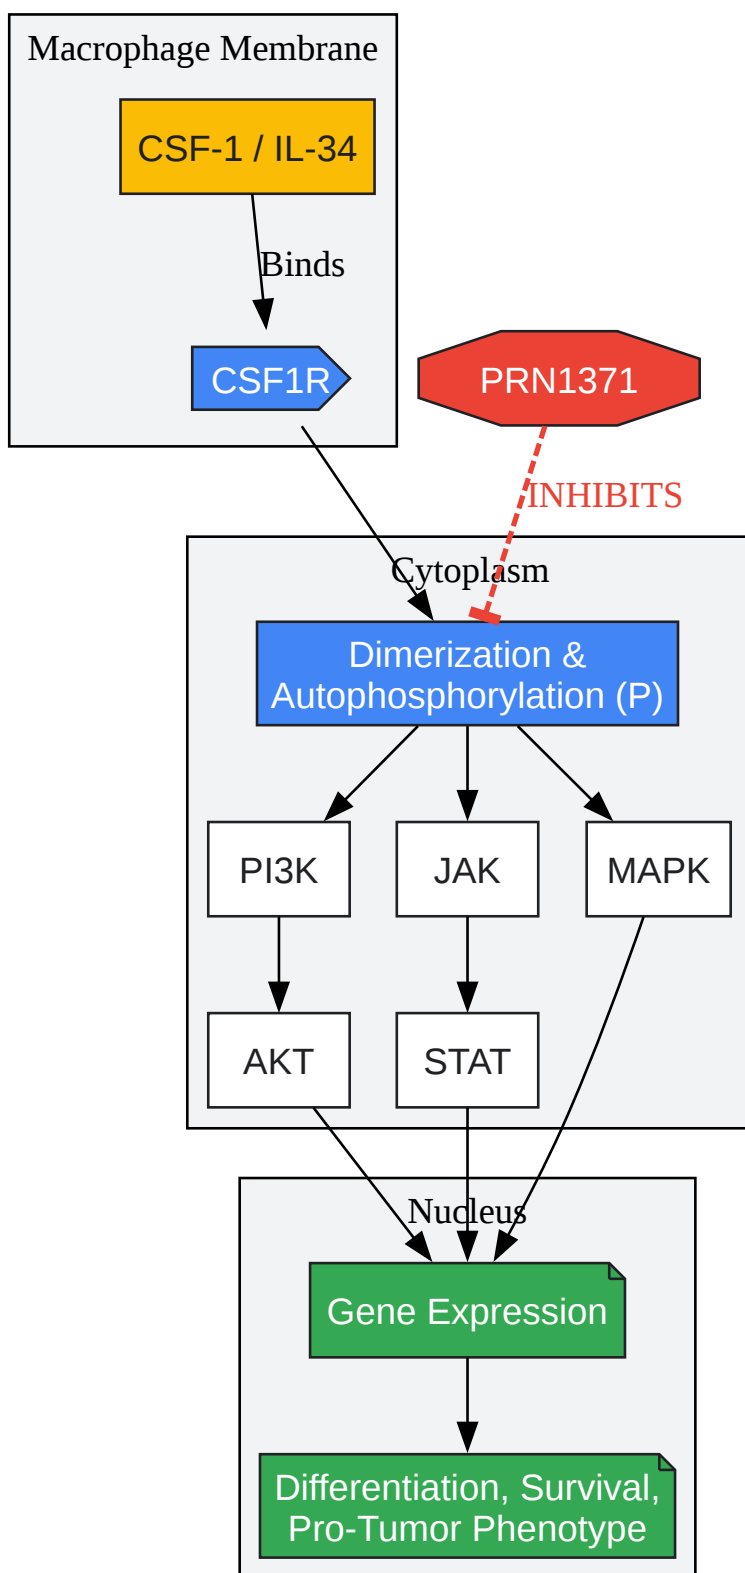 Macrophage Membrane
CSF-1 / IL-34
Binds
CSF1R
PRN1371
INHIBITS
Cytoplasm
Dimerization &
Autophosphorylation (P)
PI3K
JAK
MAPK
AKT
STAT
Nucleus
Gene Expression
Differentiation, Survival,
Pro-Tumor Phenotype